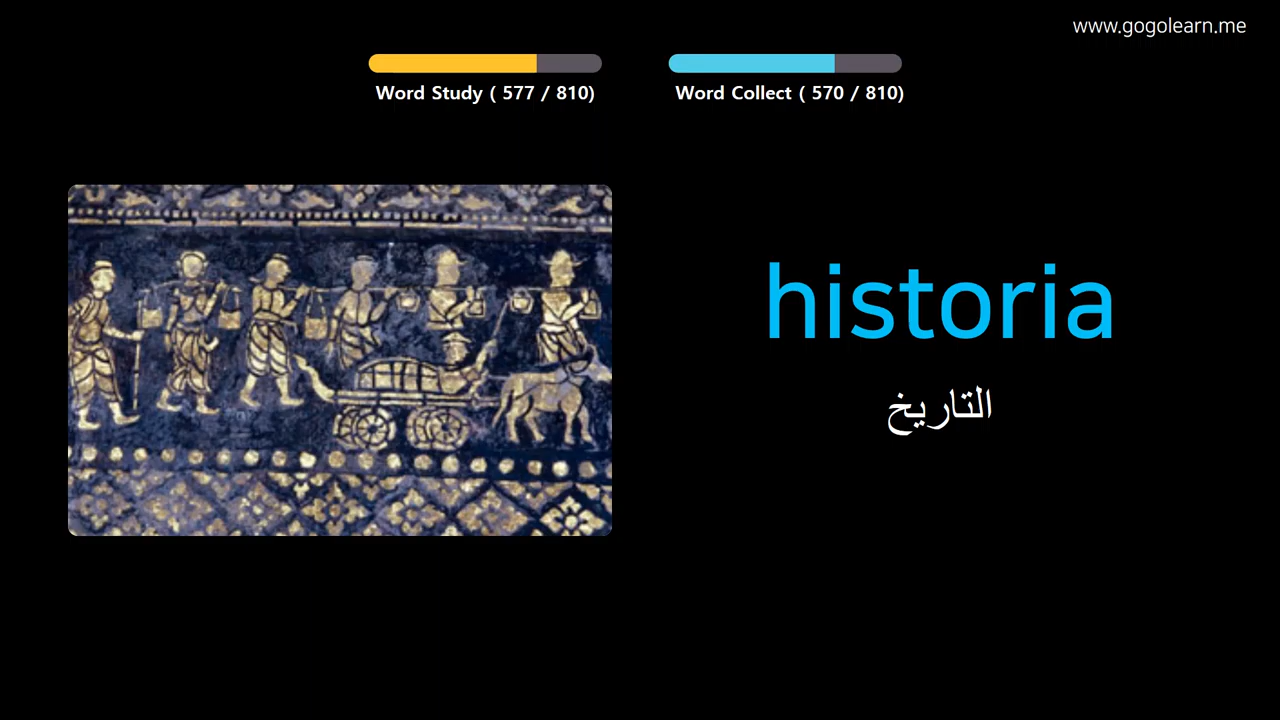 www.gogolearn.me
Word Study ( 577 / 810)
Word Collect ( 570 / 810)
historia
التاريخ